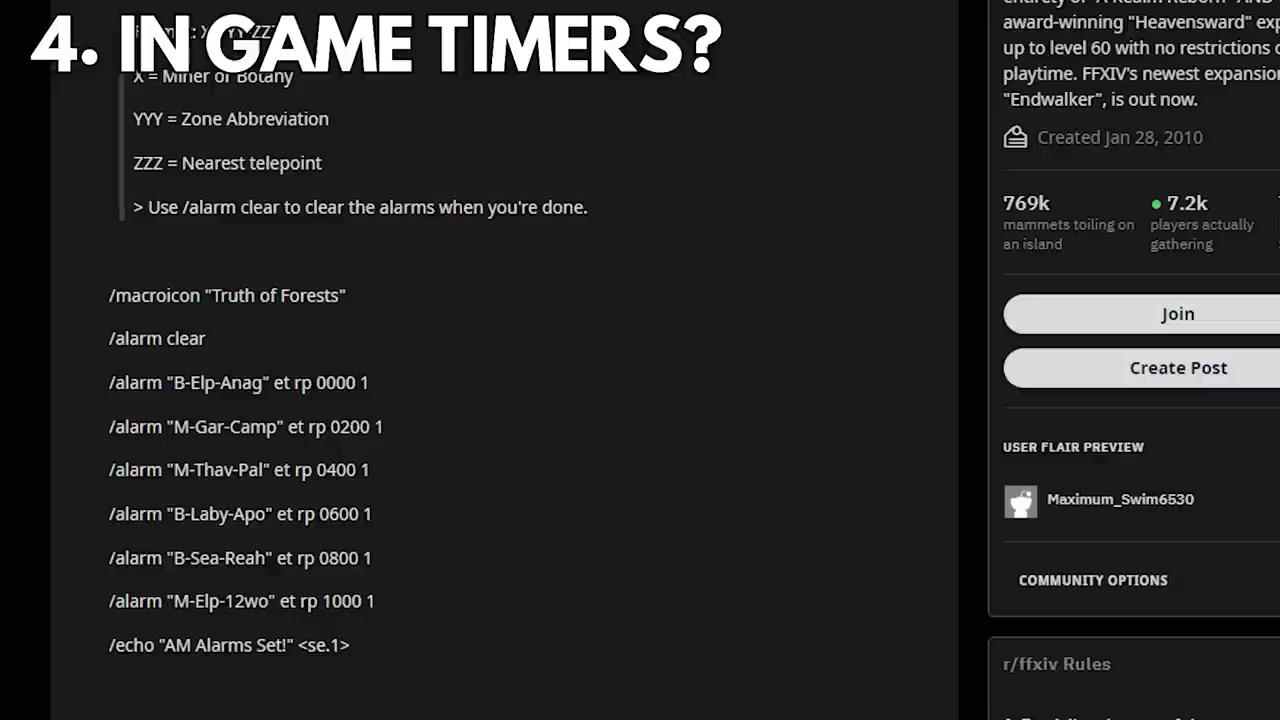 4. IN GAME TIMERS?
X = Miner or Botany
YYY = Zone Abbreviation
ZZZ = Nearest telepoint
> Use /alarm clear to clear the alarms when you're done.
/macroicon "Truth of Forests"
/alarm clear
/alarm "B-Elp-Anag" et rp 0000 1
/alarm "M-Gar-Camp" et rp 0200 1
/alarm "M-Thav-Pal" et rp 0400 1
/alarm "B-Laby-Apo" et rp 0600 1
/alarm "B-Sea-Reah" et rp 0800 1
/alarm "M-Elp-12wo" et rp 1000 1
/echo "AM Alarms Set!" <se.1>
award-winning "Heavensward" exp
up to level 60 with no restrictions o
playtime. FFXIV's newest expansion
"Endwalker", is out now.
Created Jan 28, 2010
769k
mammets toiling on
an island
7.2k
players actually
gathering
Join
Create Post
USER FLAIR PREVIEW
Maximum_Swim6530
COMMUNITY OPTIONS
r/ffxiv Rules